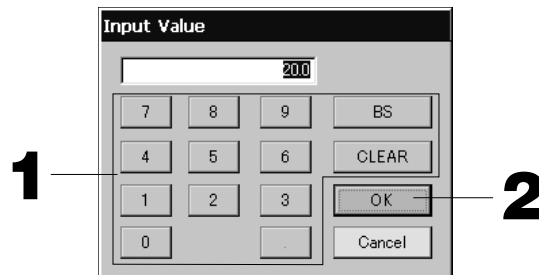 Input Value
20.0
7 8 9 BS
4 5 6 CLEAR
1 2 3 OK
0 . Cancel
1
2